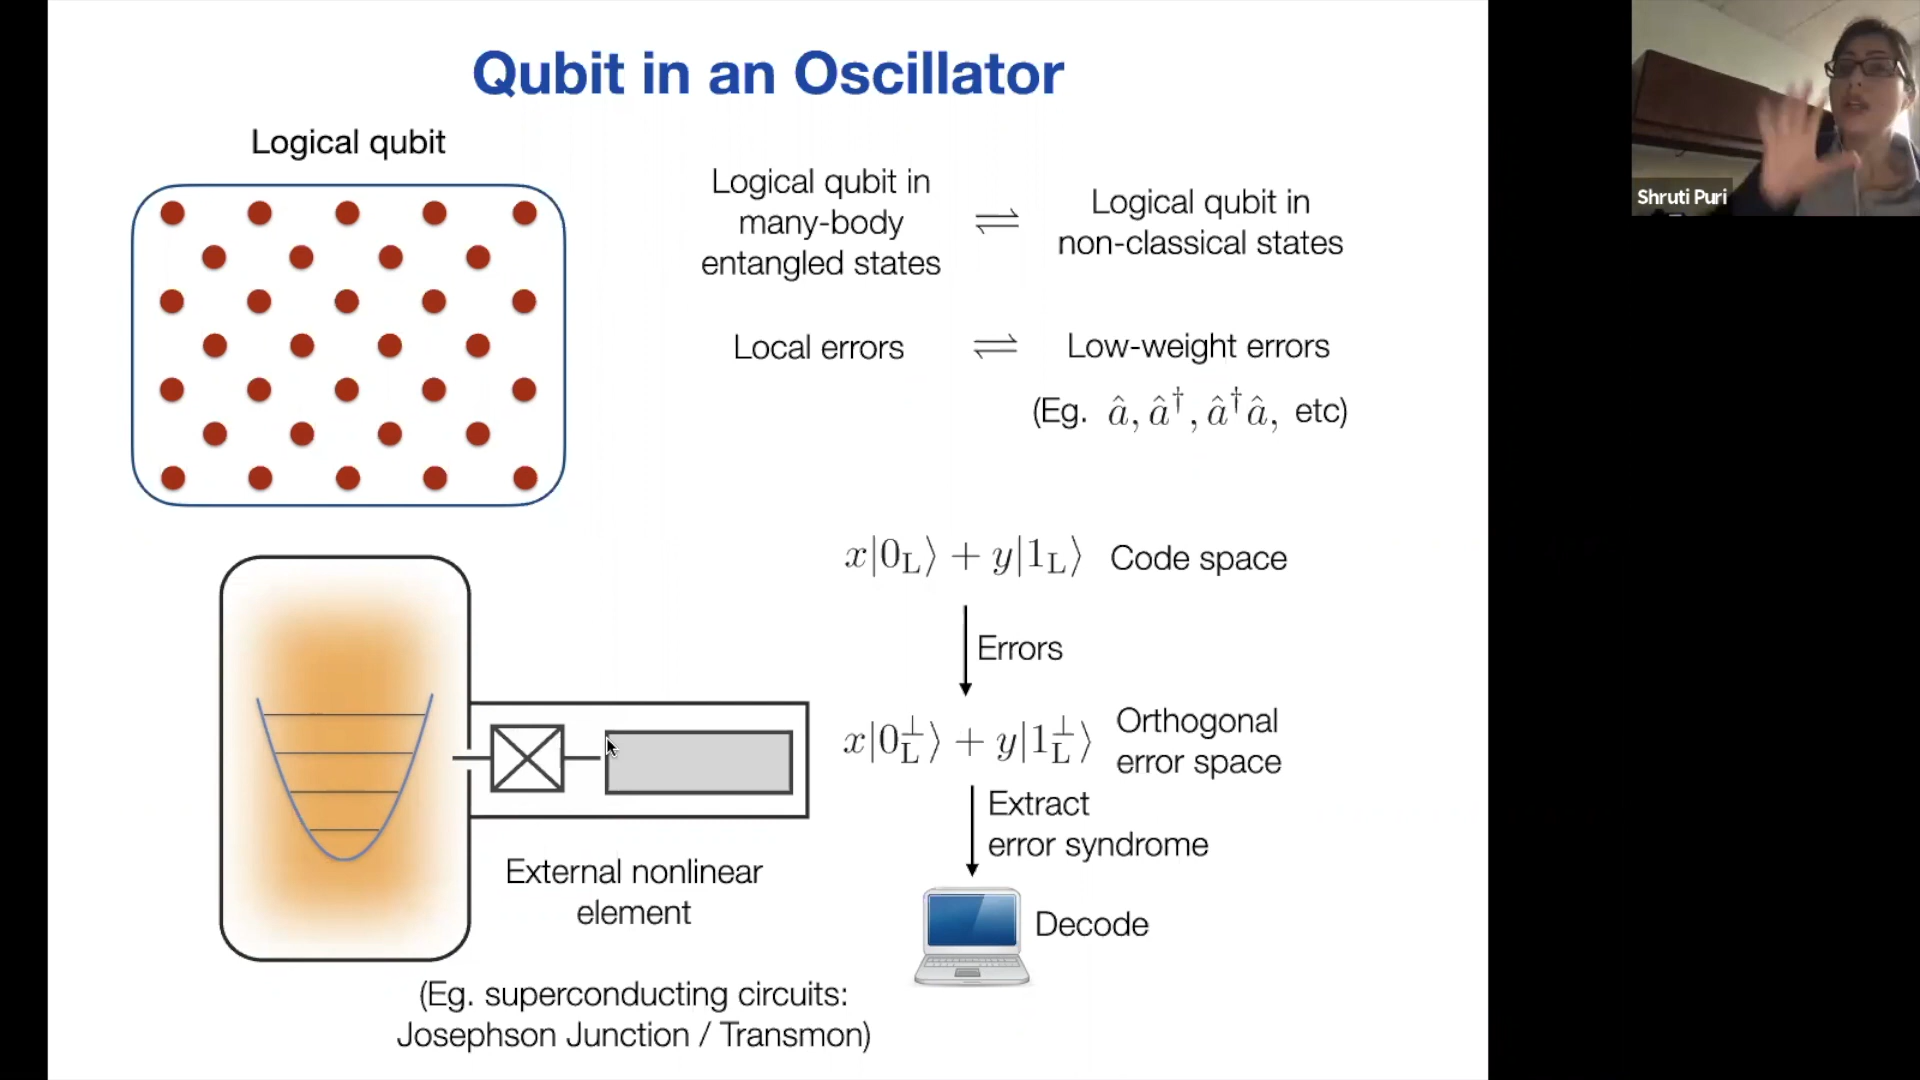 Qubit in an Oscillator
Logical qubit
Logical qubit in
many-body
entangled states
⇌
Logical qubit in
non-classical states
Local errors
⇌
Low-weight errors
(Eg. â, â†, â†â, etc)
x|0_L⟩ + y|1_L⟩ Code space
Errors
x|0_L^⊥⟩ + y|1_L^⊥⟩
Orthogonal
error space
Extract
error syndrome
Decode
External nonlinear
element
(Eg. superconducting circuits:
Josephson Junction / Transmon)
Shruti Puri